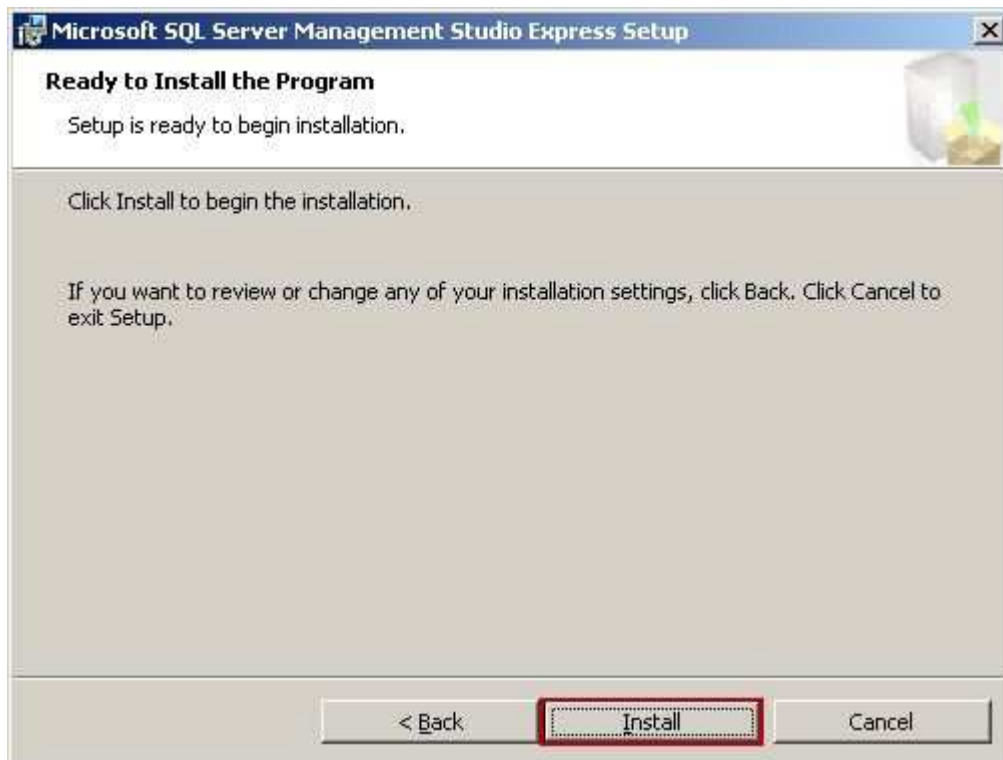 Microsoft SQL Server Management Studio Express Setup
Ready to Install the Program
Setup is ready to begin installation.
Click Install to begin the installation.
If you want to review or change any of your installation settings, click Back. Click Cancel to
exit Setup.
< Back Install Cancel